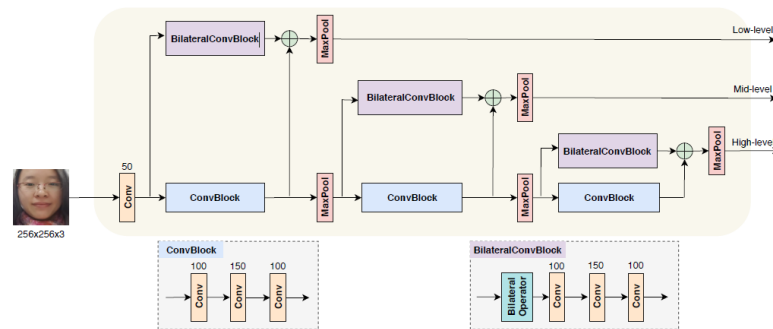 BilateralConvBlock
MaxPool
Low-level
BilateralConvBlock
MaxPool
Mid-level
BilateralConvBlock
MaxPool
High-level
50
Conv
ConvBlock
MaxPool
ConvBlock
MaxPool
ConvBlock
256x256x3
ConvBlock
100
150
100
Conv
Conv
Conv
BilateralConvBlock
Bilateral
Operator
100
150
100
Conv
Conv
Conv